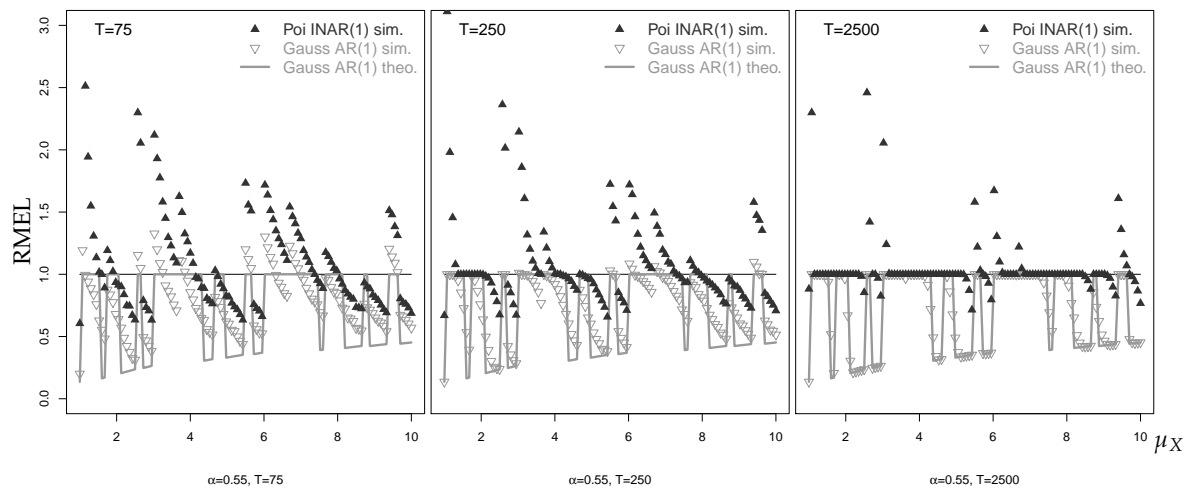 RMEL
3.0
2.5
2.0
1.5
1.0
0.5
0.0
T=75
Poi INAR(1) sim.
Gauss AR(1) sim.
Gauss AR(1) theo.
2 4 6 8 10
α=0.55, T=75
T=250
Poi INAR(1) sim.
Gauss AR(1) sim.
Gauss AR(1) theo.
2 4 6 8 10
α=0.55, T=250
T=2500
Poi INAR(1) sim.
Gauss AR(1) sim.
Gauss AR(1) theo.
2 4 6 8 10
μX
α=0.55, T=2500